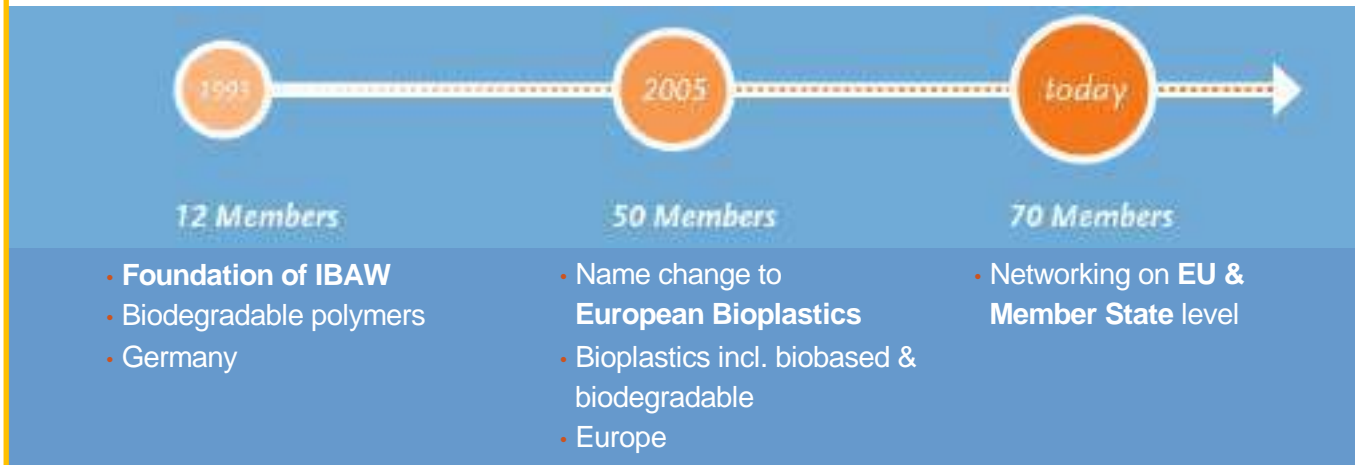 1993
2005
today
12 Members
50 Members
70 Members
• Foundation of IBAW
• Biodegradable polymers
• Germany
• Name change to
European Bioplastics
• Bioplastics incl. biobased &
biodegradable
• Europe
• Networking on EU &
Member State level